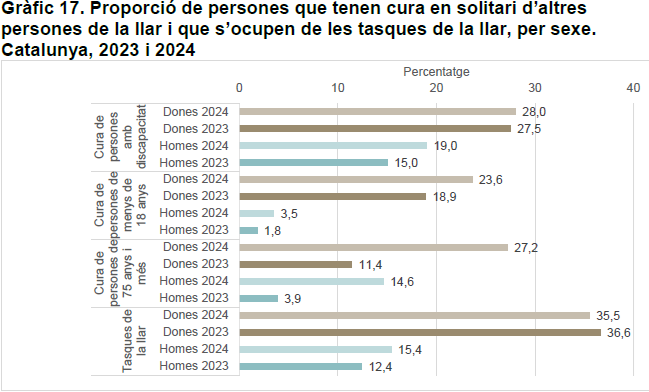 Gràfic 17. Proporció de persones que tenen cura en solitari d’altres
persones de la llar i que s’ocupen de les tasques de la llar, per sexe.
Catalunya, 2023 i 2024
Percentatge
0 10 20 30 40
Cura de
persones
amb
discapacitat
Dones 2024 28,0
Dones 2023 27,5
Homes 2024 19,0
Homes 2023 15,0
Cura de
persones de
menys de
18 anys
Dones 2024 23,6
Dones 2023 18,9
Homes 2024 3,5
Homes 2023 1,8
Cura de
persones de
75 anys i
més
Dones 2024 27,2
Dones 2023 11,4
Homes 2024 14,6
Homes 2023 3,9
Tasques de
la llar
Dones 2024 35,5
Dones 2023 36,6
Homes 2024 15,4
Homes 2023 12,4